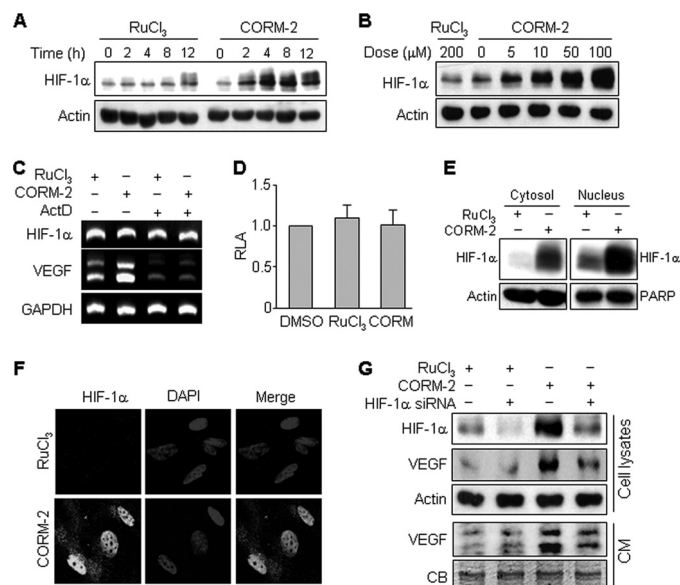 A
RuCl3 CORM-2
Time (h) 0 2 4 8 12 0 2 4 8 12
HIF-1α
Actin
B
RuCl3 CORM-2
Dose (μM) 200 0 5 10 50 100
HIF-1α
Actin
C
RuCl3 + − + −
CORM-2 − + − +
ActD − − + +
HIF-1α
VEGF
GAPDH
D
RLA
1.5
1.0
0.5
0
DMSO RuCl3 CORM
E
Cytosol Nucleus
RuCl3 + − + −
CORM-2 − + − +
HIF-1α HIF-1α
Actin PARP
F
HIF-1α DAPI Merge
RuCl3
CORM-2
G
RuCl3 + + − −
CORM-2 − − + +
HIF-1α siRNA − + − +
HIF-1α
VEGF
Actin
Cell lysates
VEGF
CB
CM